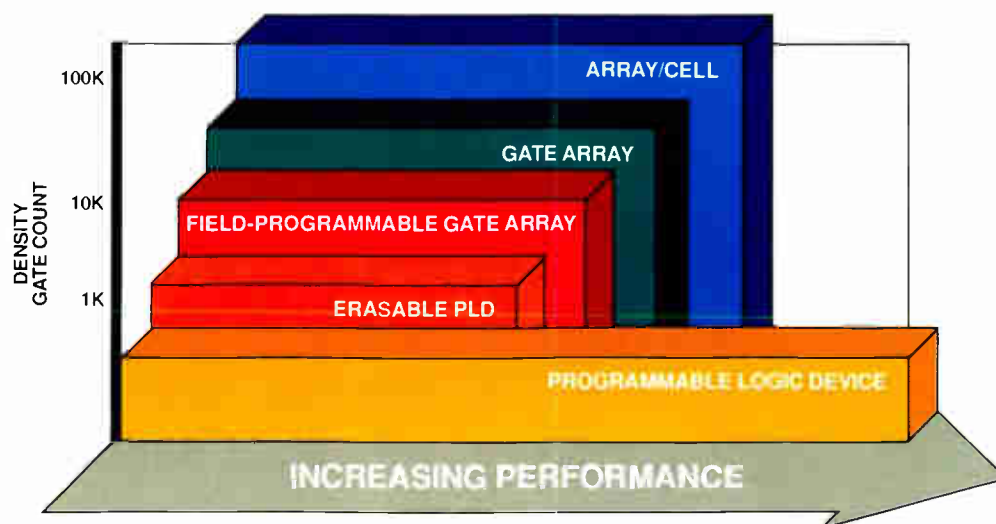 100K
ARRAY/CELL
GATE ARRAY
10K
FIELD-PROGRAMMABLE GATE ARRAY
DENSITY
GATE COUNT
1K
ERASABLE PLD
PROGRAMMABLE LOGIC DEVICE
INCREASING PERFORMANCE